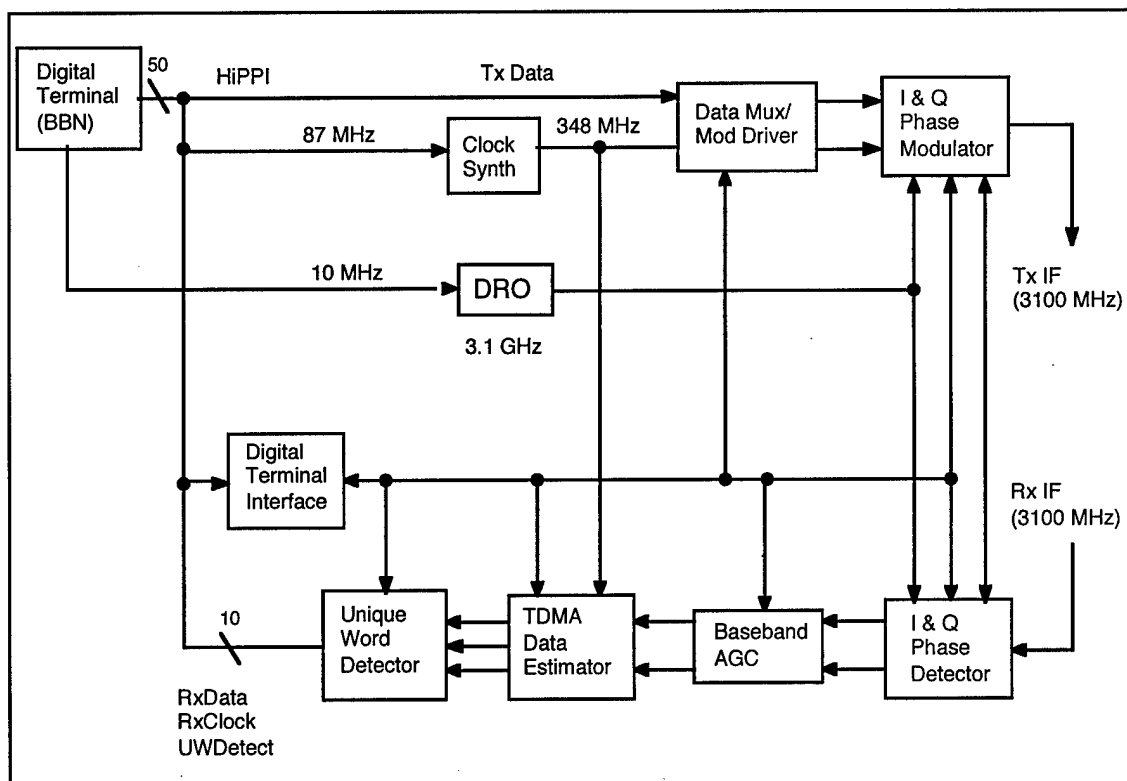 Digital
Terminal
(BBN)
50
HiPPI
Tx Data
87 MHz
Clock
Synth
348 MHz
Data Mux/
Mod Driver
I & Q
Phase
Modulator
10 MHz
DRO
3.1 GHz
Tx IF
(3100 MHz)
Digital
Terminal
Interface
Rx IF
(3100 MHz)
10
Unique
Word
Detector
TDMA
Data
Estimator
Baseband
AGC
I & Q
Phase
Detector
RxData
RxClock
UWDetect